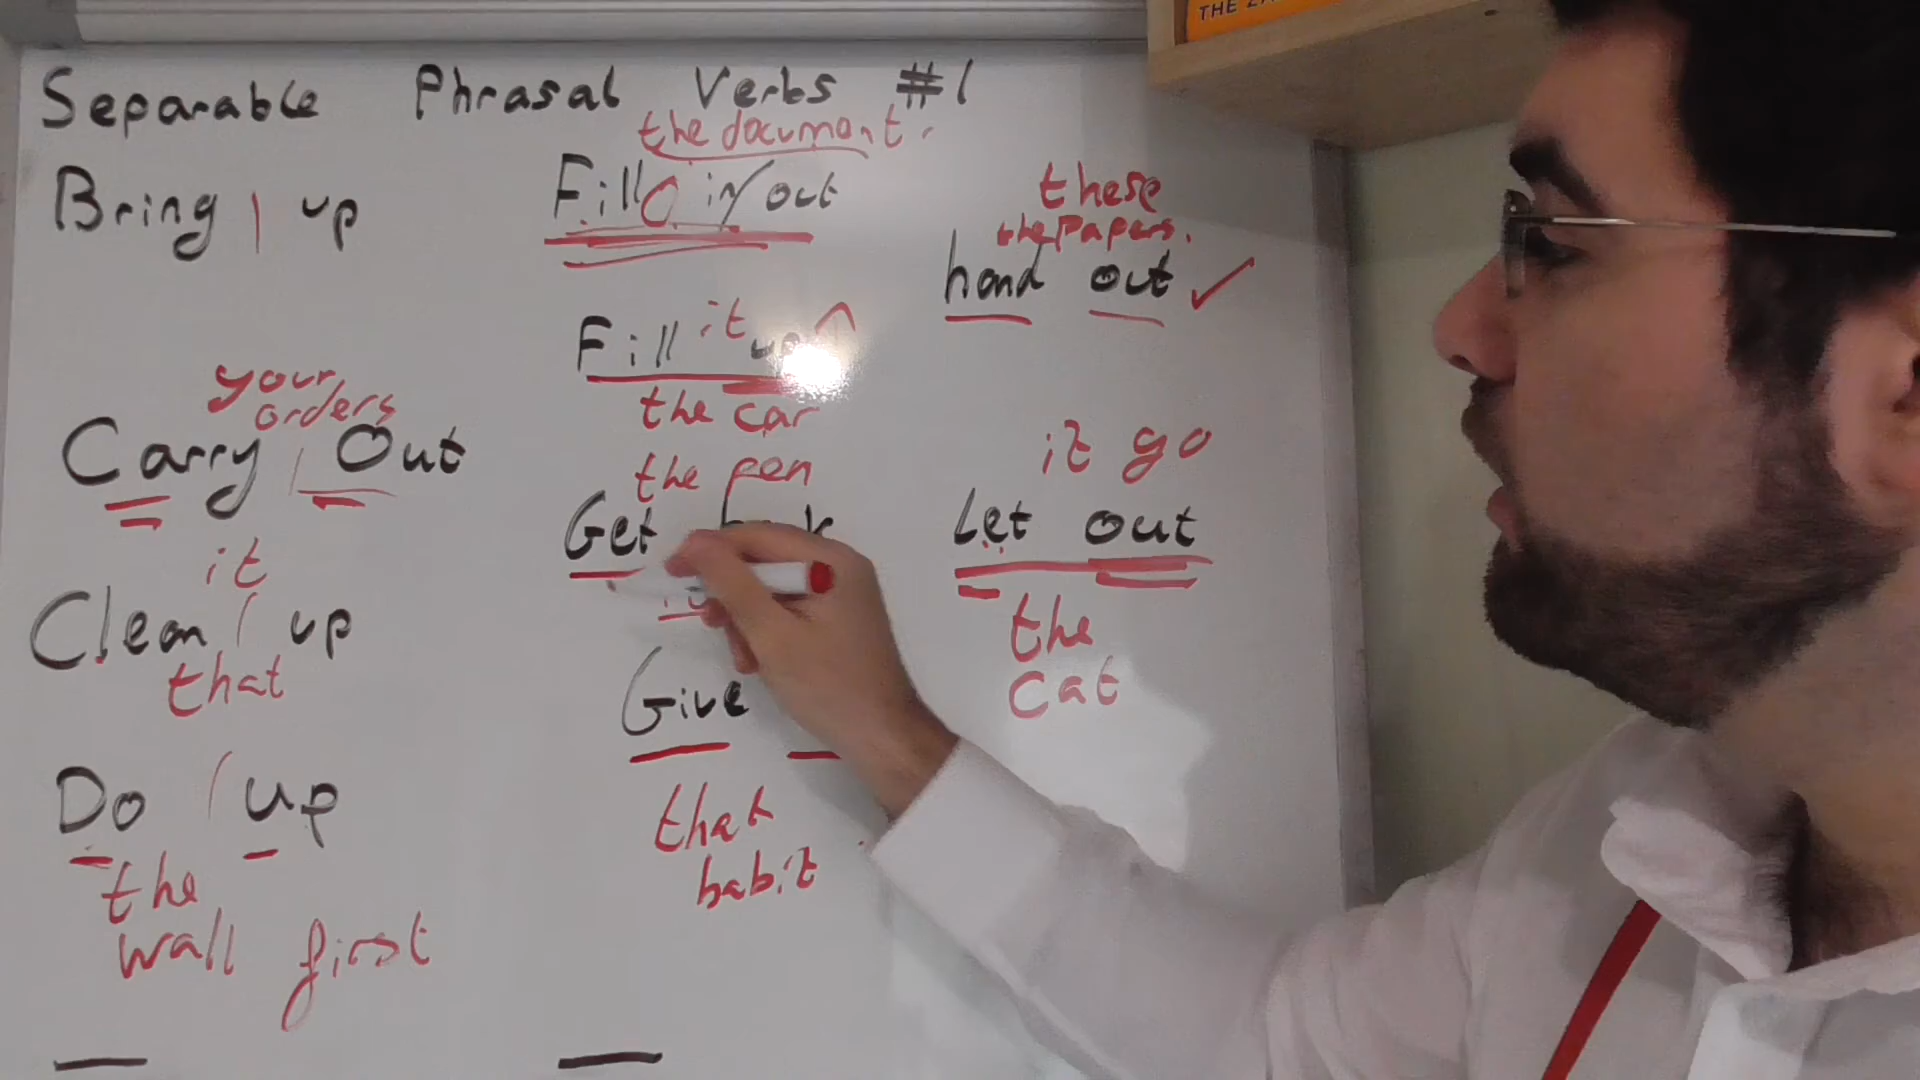 Separable Phrasal Verbs #1
Bring | up
your
orders
Carry / Out
it
Clean / up
that
Do / up
the
wall first
the document.
Fill in/out
it
Fill up
the car
the pen
Get
Give
that
habit
these
the papers.
hand out ✓
it go
Let out
the
cat
THE